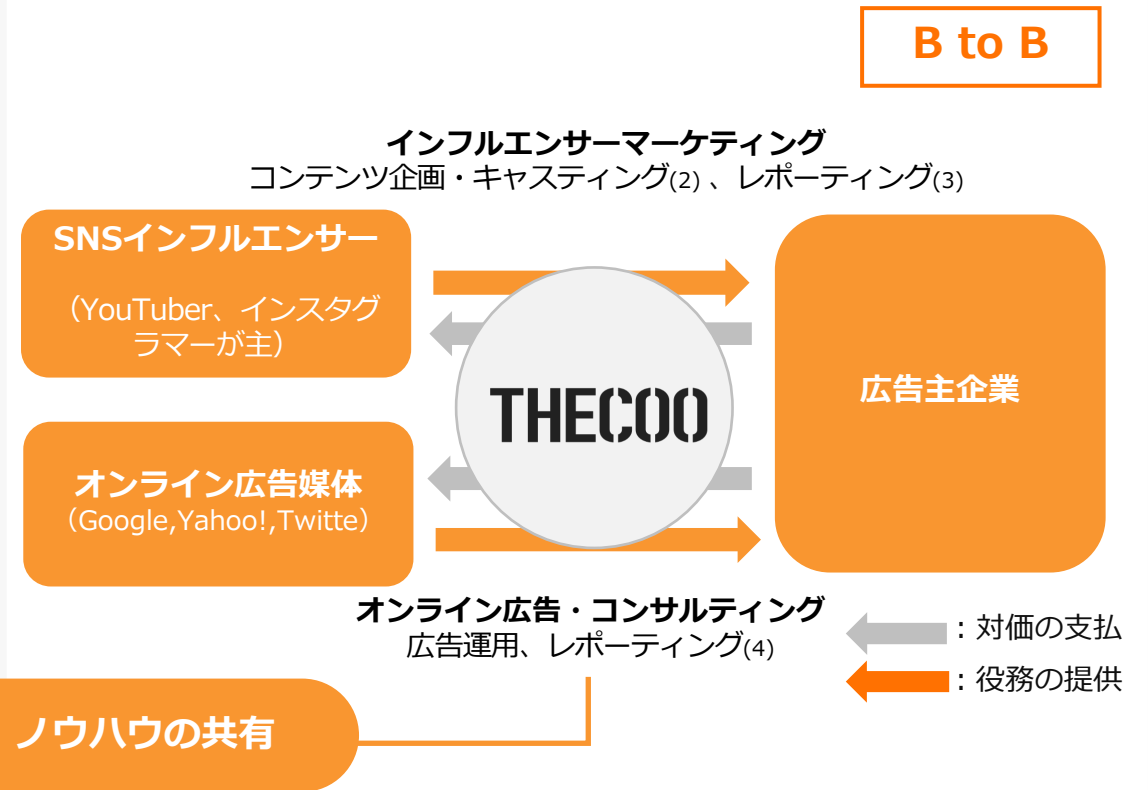 B to B
インフルエンサーマーケティング
コンテンツ企画・キャスティング(2) 、レポーティング(3)
SNSインフルエンサー
（YouTuber、インスタグ
ラマーが主）
THECOO
広告主企業
オンライン広告媒体
（Google,Yahoo!,Twitte）
オンライン広告・コンサルティング
広告運用、レポーティング(4)
：対価の支払
：役務の提供
ノウハウの共有